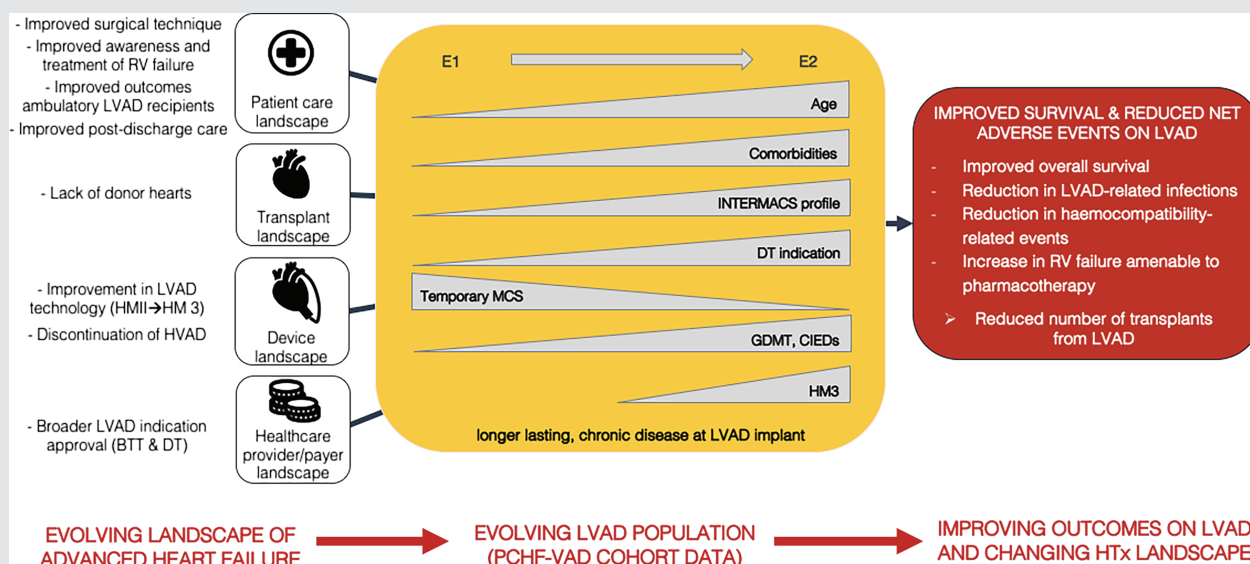 - Improved surgical technique
- Improved awareness and
treatment of RV failure
- Improved outcomes
ambulatory LVAD recipients
- Improved post-discharge care
Patient care
landscape
- Lack of donor hearts
Transplant
landscape
- Improvement in LVAD
technology (HMII→HM 3)
- Discontinuation of HVAD
Device
landscape
- Broader LVAD indication
approval (BTT & DT)
Healthcare
provider/payer
landscape
E1
E2
Age
Comorbidities
INTERMACS profile
DT indication
Temporary MCS
GDMT, CIEDs
HM3
longer lasting, chronic disease at LVAD implant
IMPROVED SURVIVAL & REDUCED NET
ADVERSE EVENTS ON LVAD
- Improved overall survival
- Reduction in LVAD-related infections
- Reduction in haemocompatibility-
related events
- Increase in RV failure amenable to
pharmacotherapy
➢ Reduced number of transplants
from LVAD
EVOLVING LANDSCAPE OF
ADVANCED HEART FAILURE
EVOLVING LVAD POPULATION
(PCHF-VAD COHORT DATA)
IMPROVING OUTCOMES ON LVAD
AND CHANGING HTx LANDSCAPE